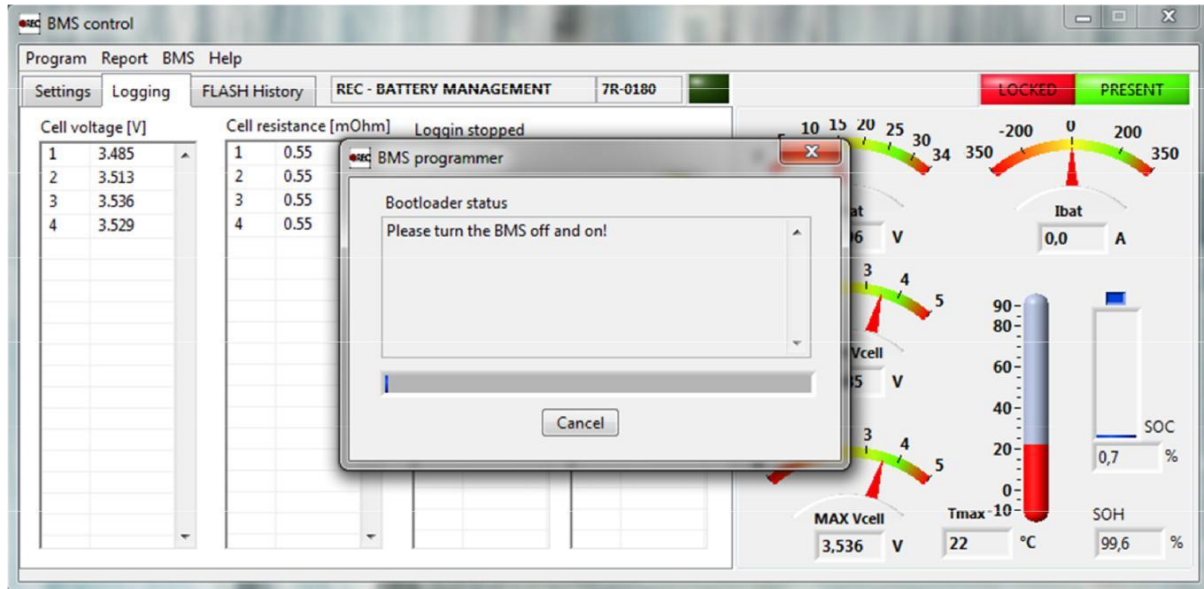 REC BMS control
Program Report BMS Help
Settings Logging FLASH History REC - BATTERY MANAGEMENT 7R-0180 LOCKED PRESENT
Cell voltage [V] Cell resistance [mOhm] Loggin stopped
1 3.485
2 3.513
3 3.536
4 3.529
1 0.55
2 0.55
3 0.55
4 0.55
REC BMS programmer
Bootloader status
Please turn the BMS off and on!
Cancel
10 15 20 25 30 34
V
350 -200 0 200 350
Ibat
0,0 A
3 4 5
Vcell
V
3 4 5
MAX Vcell
3,536 V
90
80
60
40
20
0
-10
Tmax
22 °C
SOC
0,7 %
SOH
99,6 %